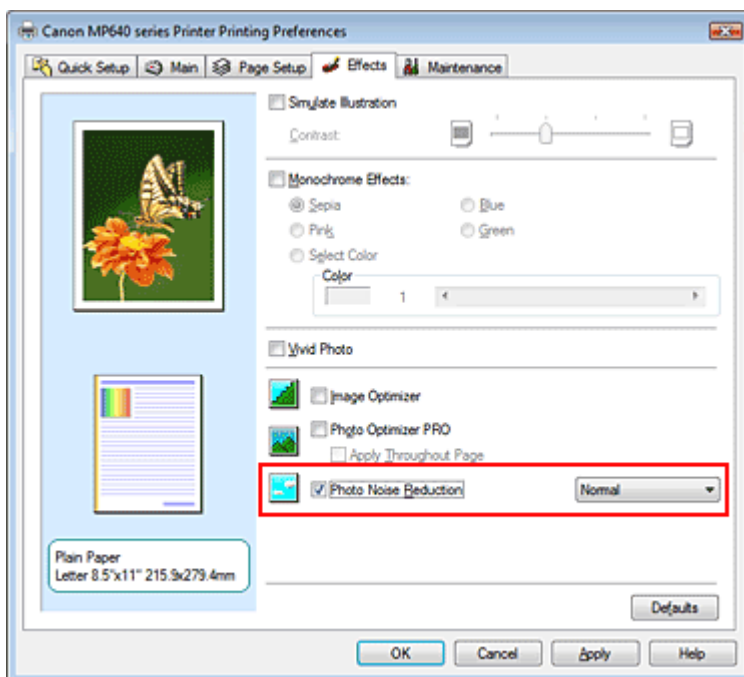 Canon MP640 series Printer Printing Preferences
Quick Setup Main Page Setup Effects Maintenance
Simulate Illustration
Contrast:
Monochrome Effects:
Sepia Blue
Pink Green
Select Color
Color
1
Vivid Photo
Image Optimizer
Photo Optimizer PRO
Apply Throughout Page
Photo Noise Reduction Normal
Plain Paper
Letter 8.5"x11" 215.9x279.4mm
Defaults
OK Cancel Apply Help